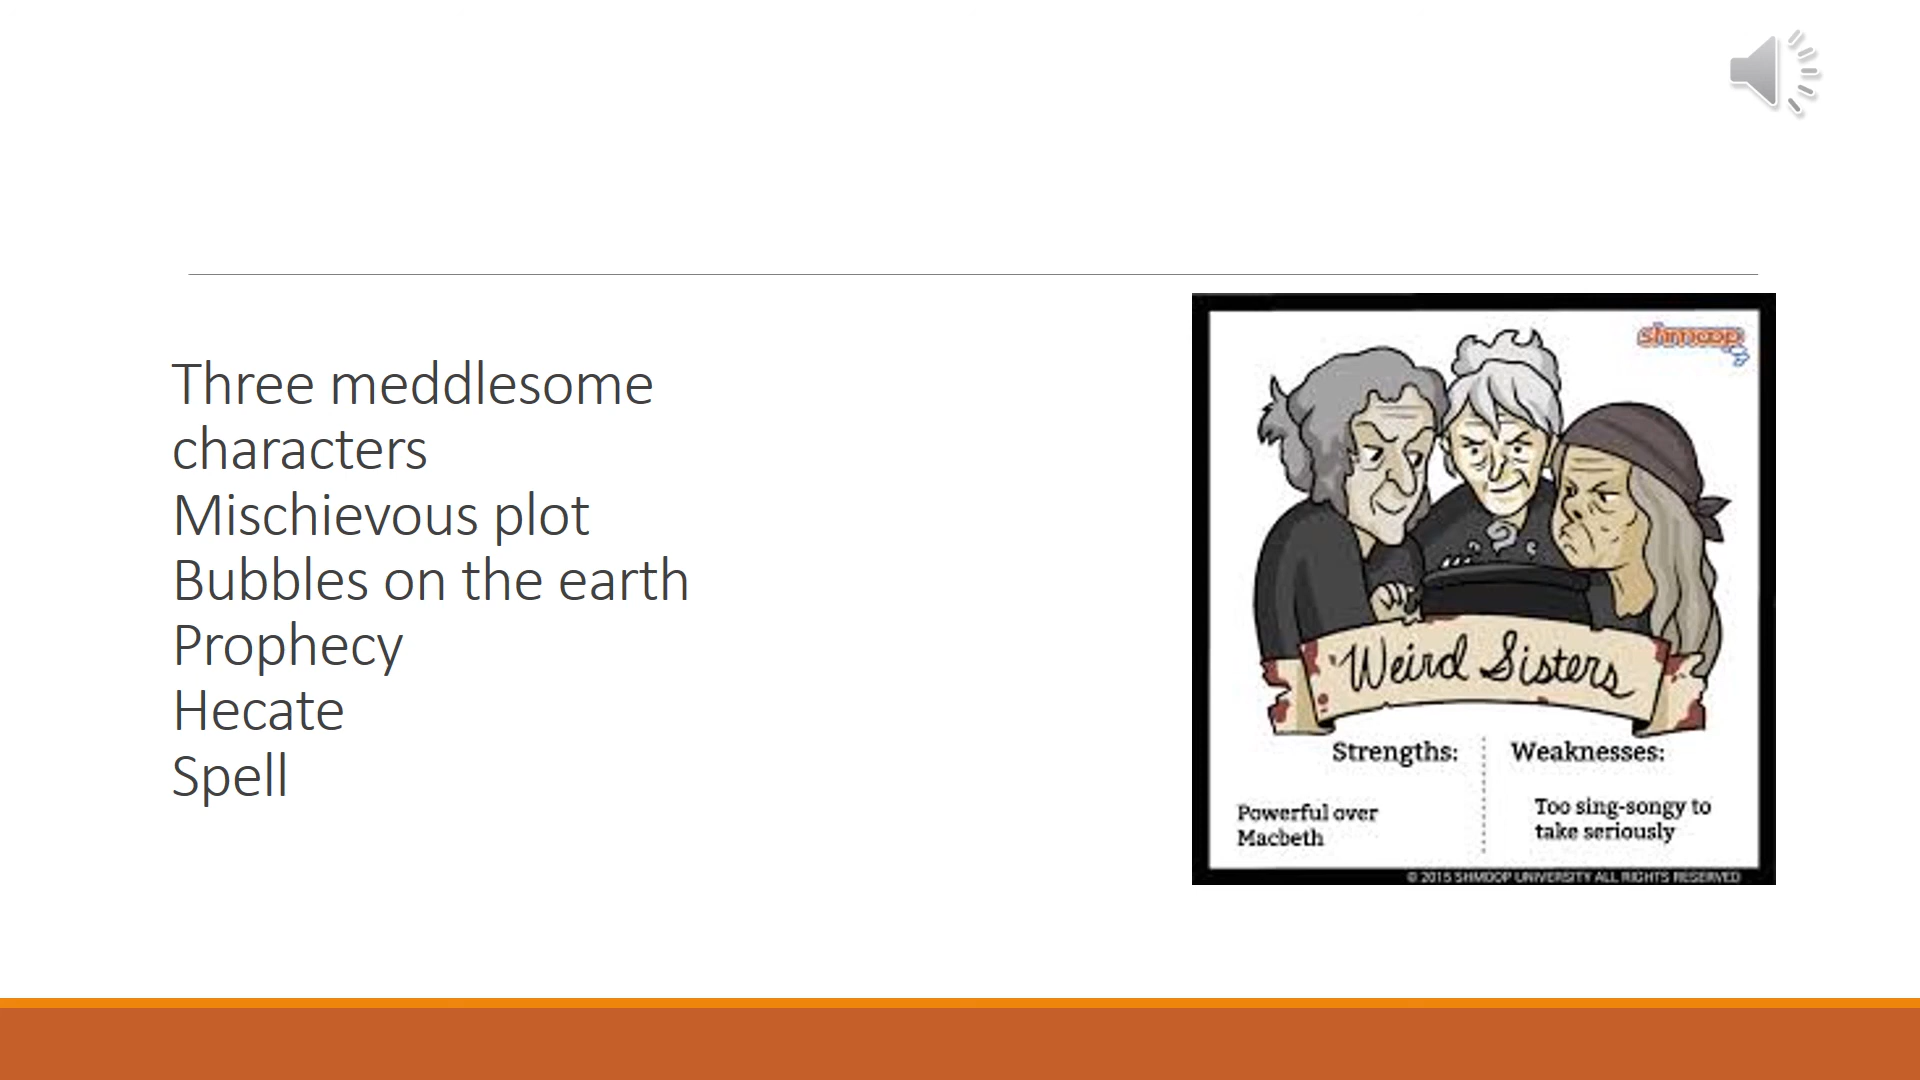 Three meddlesome
characters
Mischievous plot
Bubbles on the earth
Prophecy
Hecate
Spell
shmoop
Weird Sisters
Strengths:
Weaknesses:
Powerful over
Macbeth
Too sing-songy to
take seriously
© 2015 SHMOOP UNIVERSITY ALL RIGHTS RESERVED